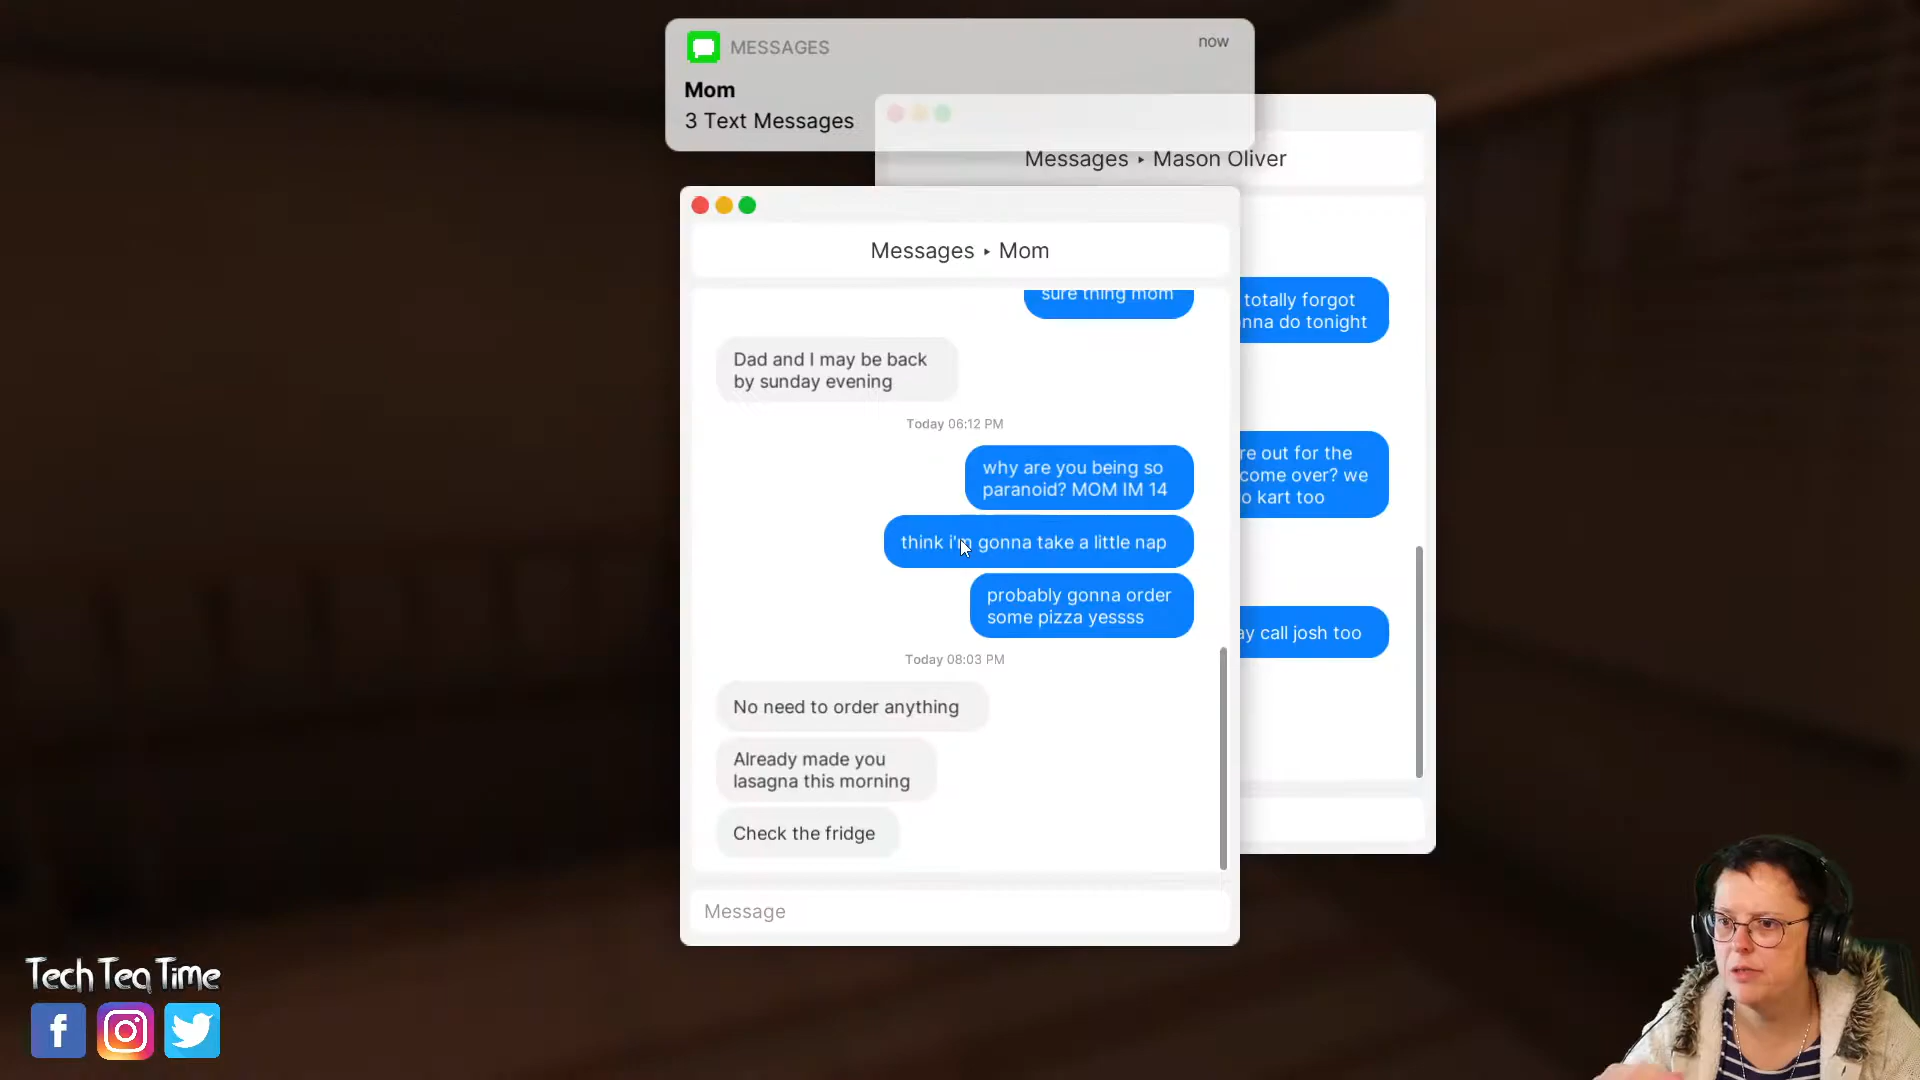 MESSAGES
now
Mom
3 Text Messages
Messages ▸ Mason Oliver
Messages ▸ Mom
sure thing mom
Dad and I may be back
by sunday evening
Today 06:12 PM
why are you being so
paranoid? MOM IM 14
think i'm gonna take a little nap
probably gonna order
some pizza yessss
Today 08:03 PM
No need to order anything
Already made you
lasagna this morning
Check the fridge
Message
totally forgot
nna do tonight
re out for the
come over? we
o kart too
ay call josh too
Tech Tea Time